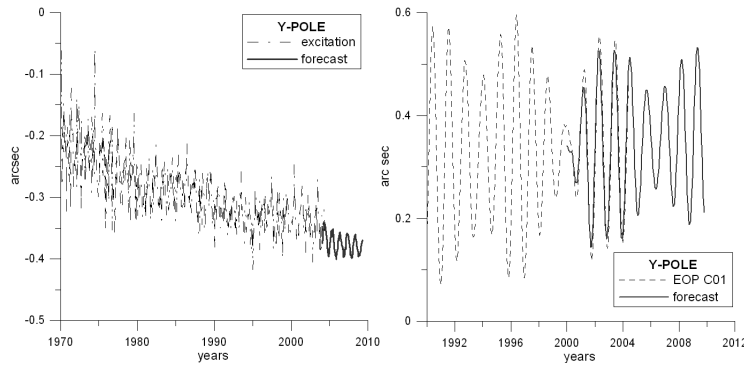 Y-POLE
excitation
forecast
0
-0.1
-0.2
-0.3
-0.4
-0.5
arcsec
1970
1980
1990
2000
2010
years
0.6
0.4
0.2
0
arc sec
Y-POLE
EOP C01
forecast
1992
1996
2000
2004
2008
2012
years